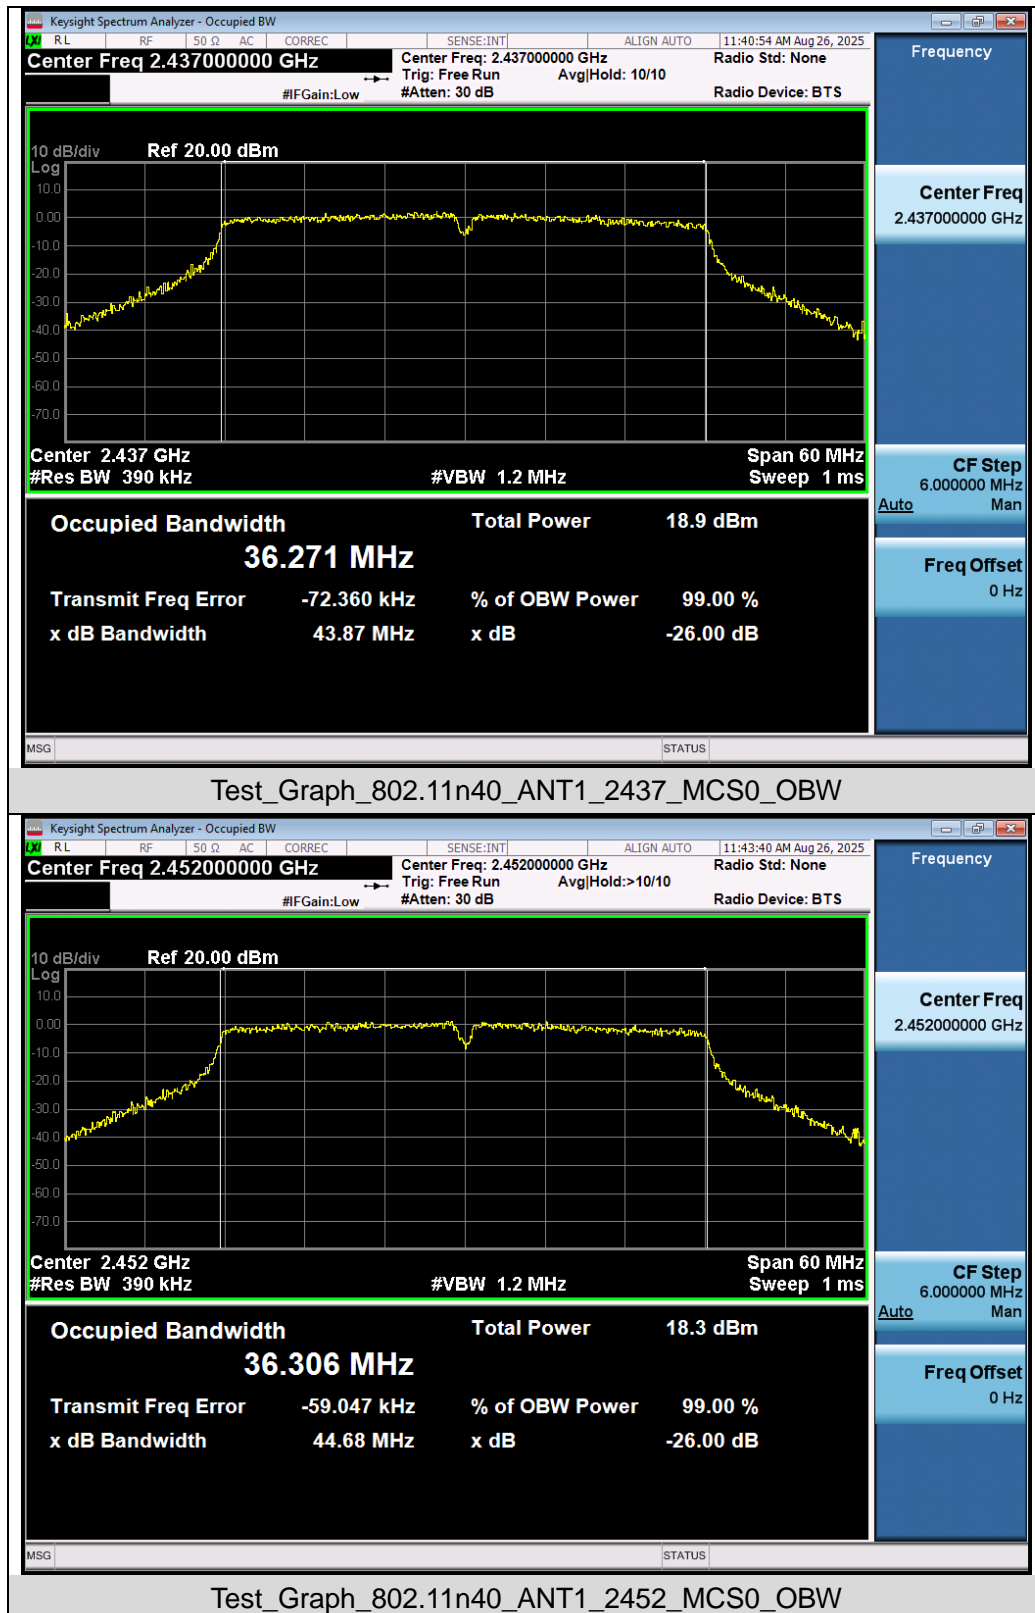 Keysight Spectrum Analyzer - Occupied BW
LXI RL RF 50 Ω AC CORREC SENSE:INT ALIGN AUTO 11:40:54 AM Aug 26, 2025
Center Freq 2.437000000 GHz
Center Freq: 2.437000000 GHz
Radio Std: None
Trig: Free Run Avg|Hold: 10/10
#IFGain:Low
#Atten: 30 dB
Radio Device: BTS
Frequency
10 dB/div Ref 20.00 dBm
Log
10.0
0.00
-10.0
-20.0
-30.0
-40.0
-50.0
-60.0
-70.0
Center Freq
2.437000000 GHz
Center 2.437 GHz Span 60 MHz
#Res BW 390 kHz #VBW 1.2 MHz Sweep 1 ms
CF Step
6.000000 MHz
Auto Man
Freq Offset
0 Hz
Occupied Bandwidth Total Power 18.9 dBm
36.271 MHz
Transmit Freq Error -72.360 kHz % of OBW Power 99.00 %
x dB Bandwidth 43.87 MHz x dB -26.00 dB
MSG STATUS
Test_Graph_802.11n40_ANT1_2437_MCS0_OBW
Keysight Spectrum Analyzer - Occupied BW
LXI RL RF 50 Ω AC CORREC SENSE:INT ALIGN AUTO 11:43:40 AM Aug 26, 2025
Center Freq 2.452000000 GHz
Center Freq: 2.452000000 GHz
Radio Std: None
Trig: Free Run Avg|Hold:>10/10
#IFGain:Low
#Atten: 30 dB
Radio Device: BTS
Frequency
10 dB/div Ref 20.00 dBm
Log
10.0
0.00
-10.0
-20.0
-30.0
-40.0
-50.0
-60.0
-70.0
Center Freq
2.452000000 GHz
Center 2.452 GHz Span 60 MHz
#Res BW 390 kHz #VBW 1.2 MHz Sweep 1 ms
CF Step
6.000000 MHz
Auto Man
Freq Offset
0 Hz
Occupied Bandwidth Total Power 18.3 dBm
36.306 MHz
Transmit Freq Error -59.047 kHz % of OBW Power 99.00 %
x dB Bandwidth 44.68 MHz x dB -26.00 dB
MSG STATUS
Test_Graph_802.11n40_ANT1_2452_MCS0_OBW